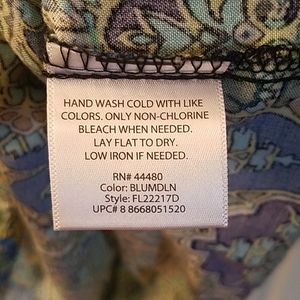 HAND WASH COLD WITH LIKE
COLORS. ONLY NON-CHLORINE
BLEACH WHEN NEEDED.
LAY FLAT TO DRY.
LOW IRON IF NEEDED.
RN# 44480
Color: BLUMDLN
Style: FL22217D
UPC# 8 8668051520